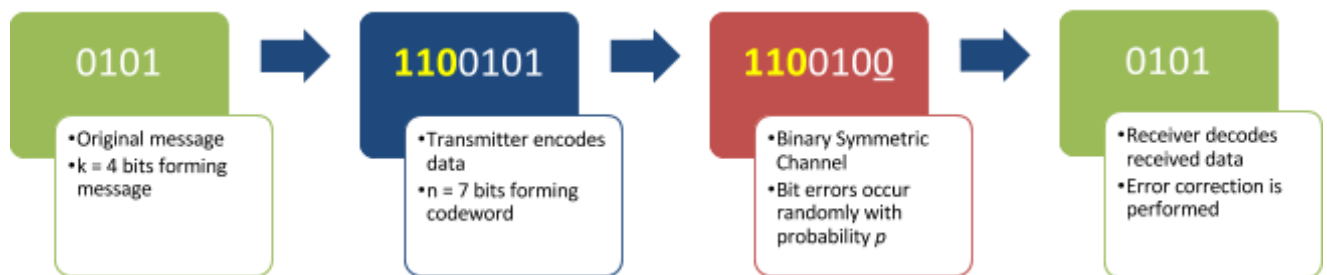 0101
•Original message
•k = 4 bits forming
message
1100101
•Transmitter encodes
data
•n = 7 bits forming
codeword
1100100
•Binary Symmetric
Channel
•Bit errors occur
randomly with
probability p
0101
•Receiver decodes
received data
•Error correction is
performed